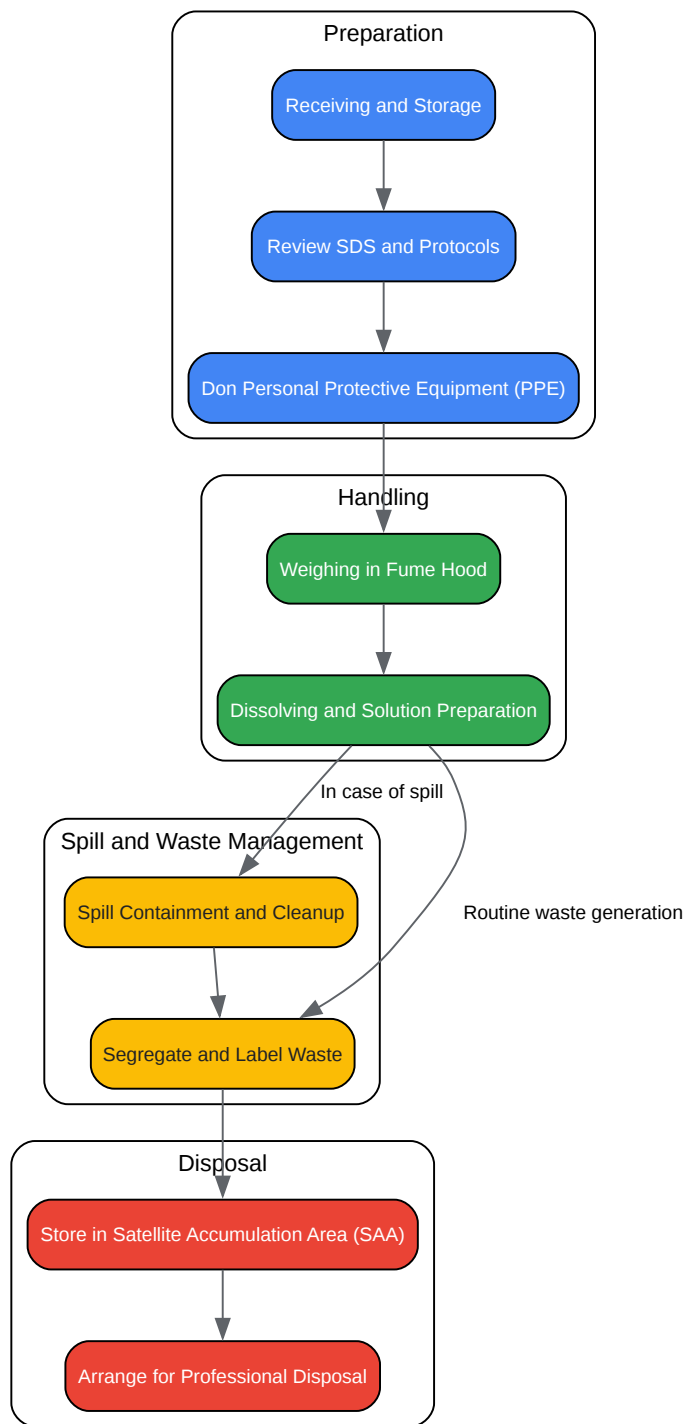 Preparation
Receiving and Storage
Review SDS and Protocols
Don Personal Protective Equipment (PPE)
Handling
Weighing in Fume Hood
Dissolving and Solution Preparation
In case of spill
Spill and Waste Management
Spill Containment and Cleanup
Routine waste generation
Segregate and Label Waste
Disposal
Store in Satellite Accumulation Area (SAA)
Arrange for Professional Disposal